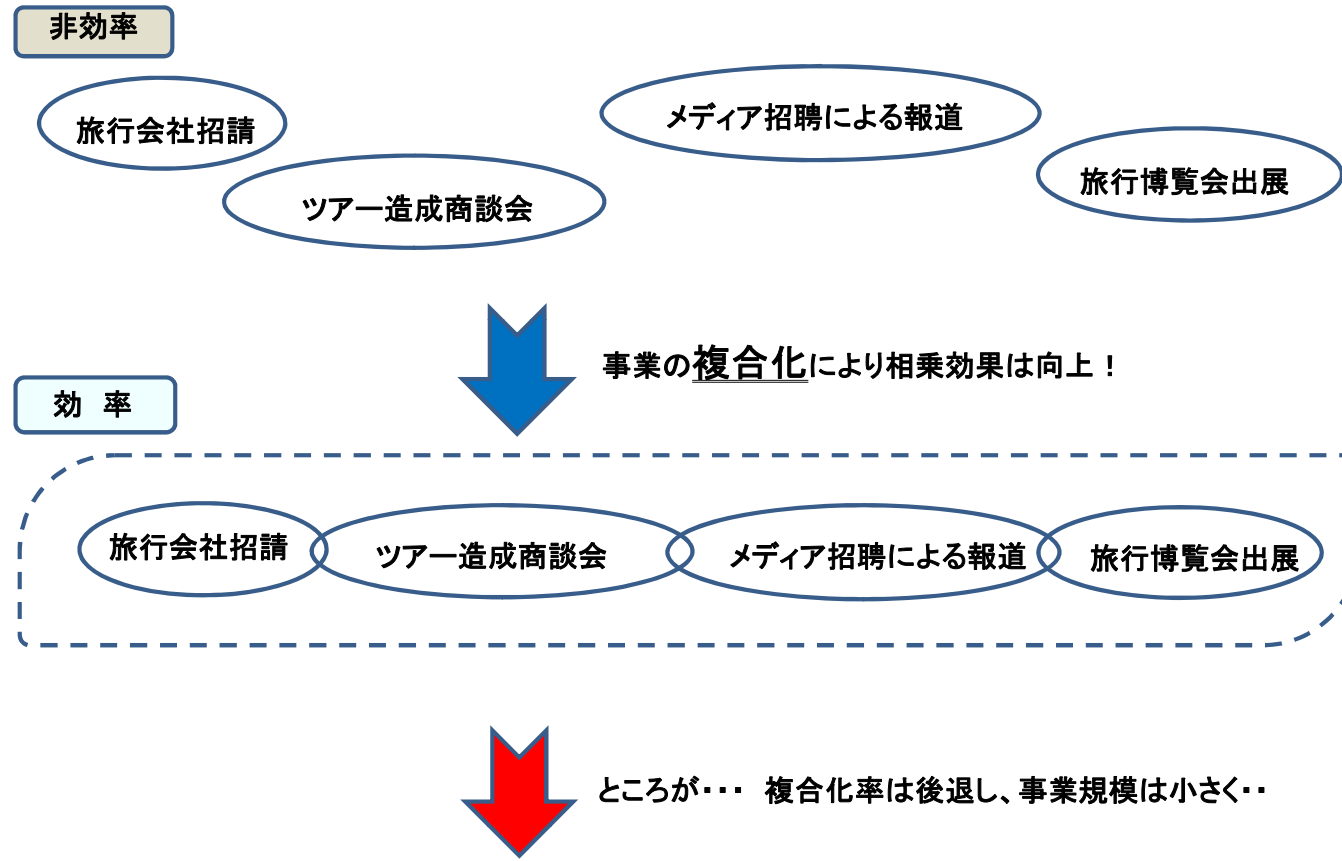 非効率
旅行会社招請
メディア招聘による報道
旅行博覧会出展
ツアー造成商談会
事業の複合化により相乗効果は向上！
効　率
旅行会社招請
ツアー造成商談会
メディア招聘による報道
旅行博覧会出展
ところが・・・　複合化率は後退し、事業規模は小さく・・